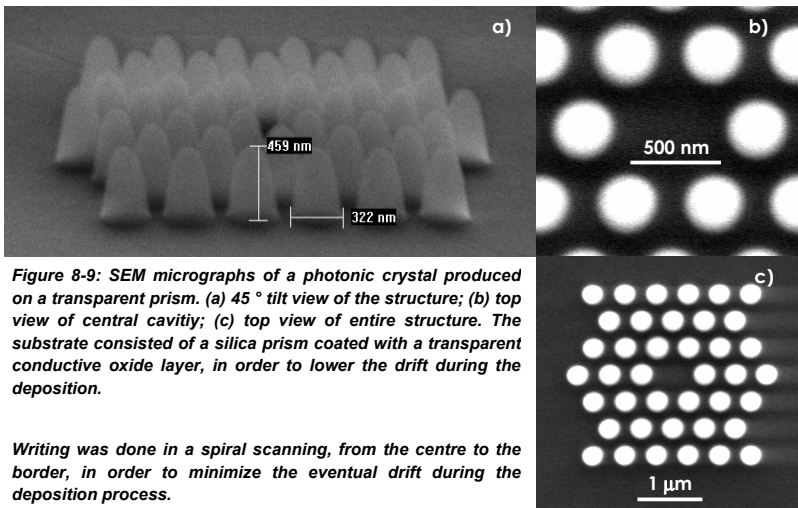 a)
459 nm
322 nm
b)
500 nm
Figure 8-9: SEM micrographs of a photonic crystal produced
on a transparent prism. (a) 45 ° tilt view of the structure; (b) top
view of central cavitiy; (c) top view of entire structure. The
substrate consisted of a silica prism coated with a transparent
conductive oxide layer, in order to lower the drift during the
deposition.
Writing was done in a spiral scanning, from the centre to the
border, in order to minimize the eventual drift during the
deposition process.
c)
1 µm